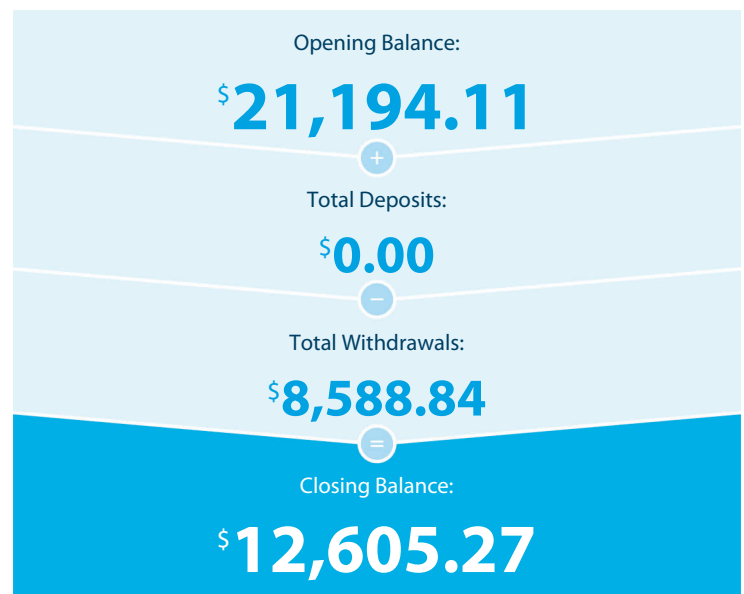 Opening Balance:
$21,194.11
+
Total Deposits:
$0.00
−
Total Withdrawals:
$8,588.84
=
Closing Balance:
$12,605.27